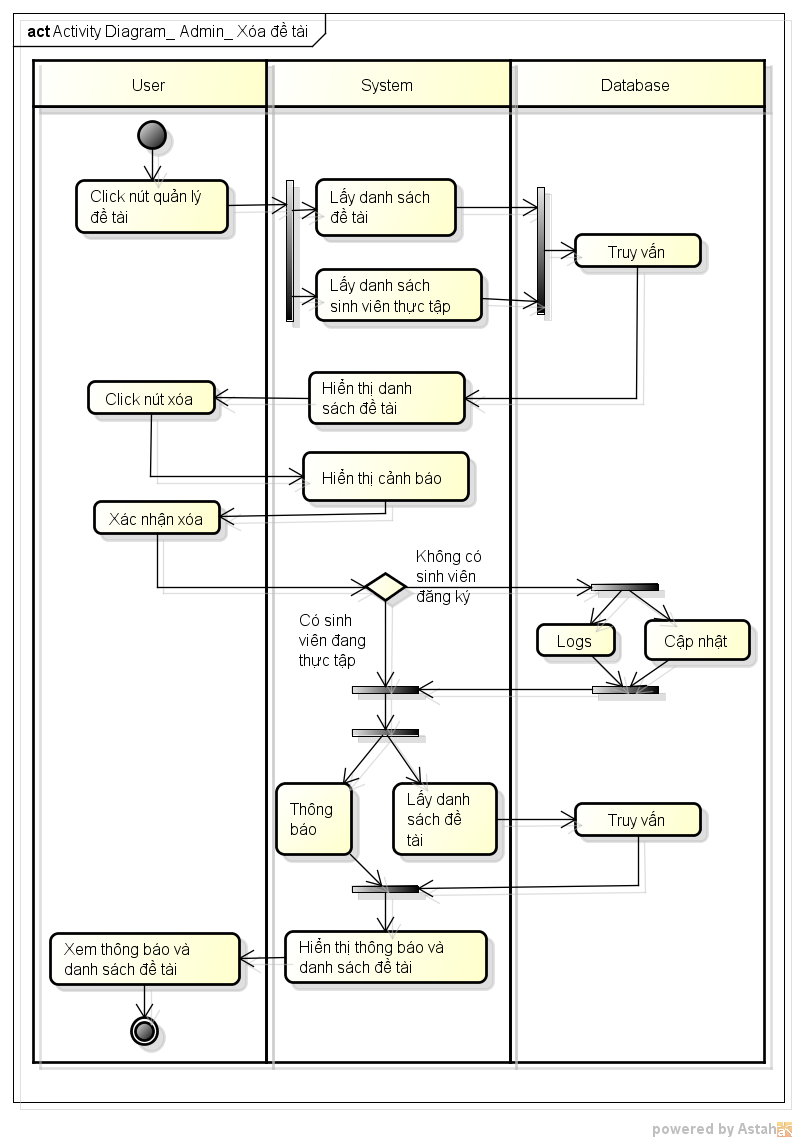 act Activity Diagram_ Admin_ Xóa đề tài
User
System
Database
Click nút quản lý
đề tài
Lấy danh sách
đề tài
Truy vấn
Lấy danh sách
sinh viên thực tập
Hiển thị danh
sách đề tài
Click nút xóa
Hiển thị cảnh báo
Xác nhận xóa
Không có
sinh viên
đăng ký
Có sinh
viên đang
thực tập
Logs
Cập nhật
Thông
báo
Lấy danh
sách đề
tài
Truy vấn
Hiển thị thông báo và
danh sách đề tài
Xem thông báo và
danh sách đề tài
powered by Astah